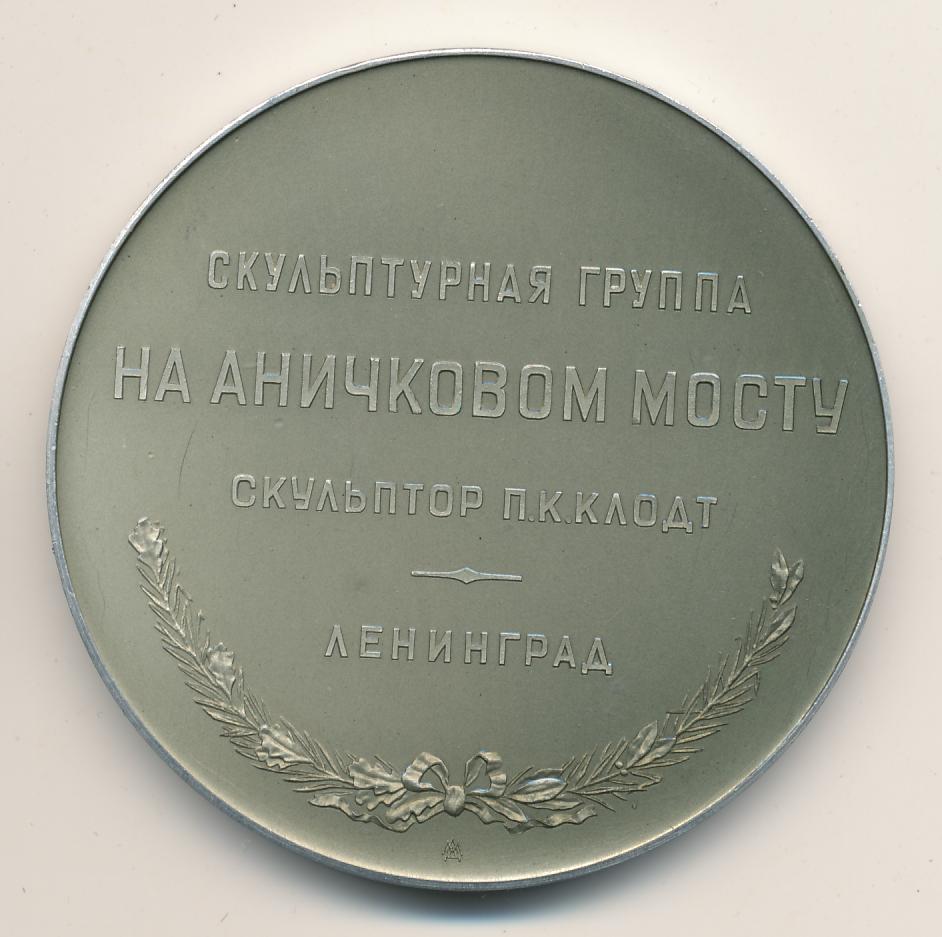 СКУЛЬПТУРНАЯ ГРУППА
НА АНИЧКОВОМ МОСТУ
СКУЛЬПТОР П.К.КЛОДТ
ЛЕНИНГРАД